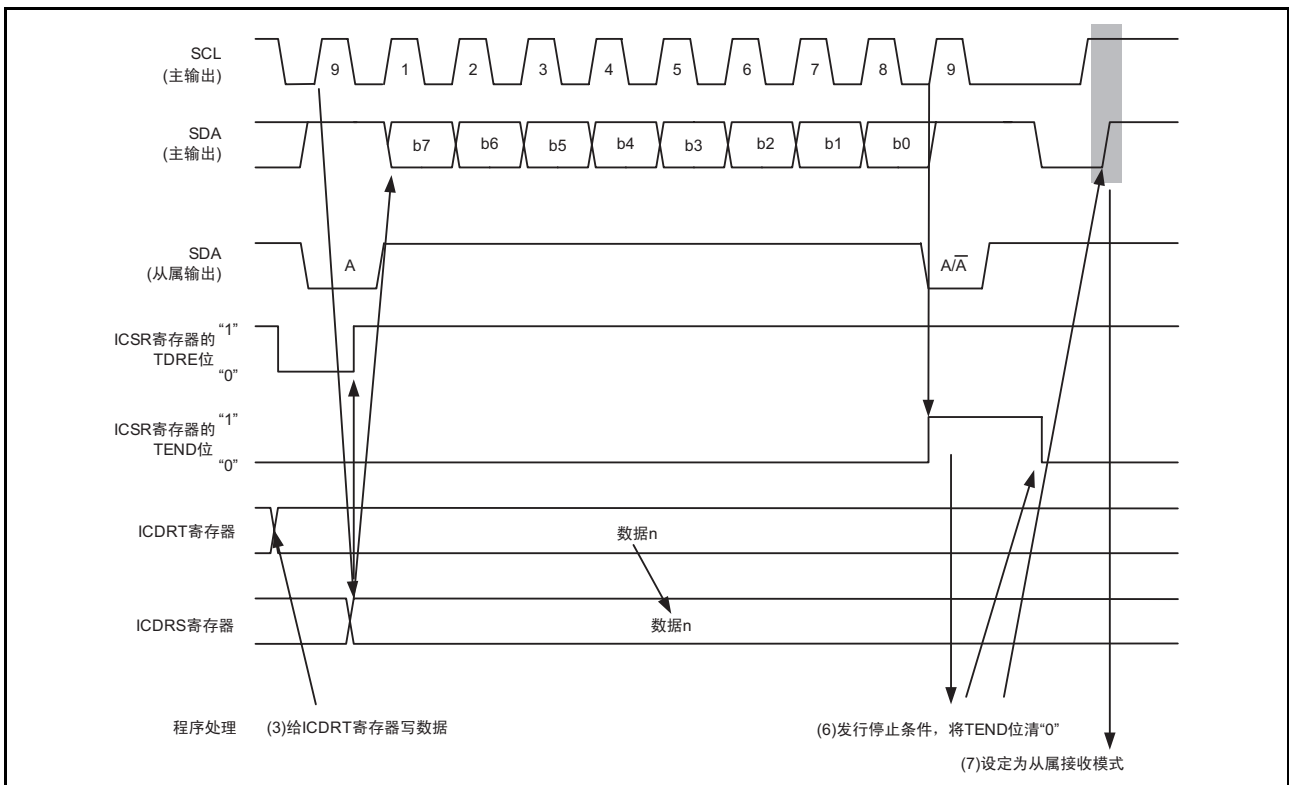 SCL
(主输出)
9 1 2 3 4 5 6 7 8 9
SDA
(主输出)
b7 b6 b5 b4 b3 b2 b1 b0
SDA
(从属输出)
A A/A̅
ICSR寄存器的 “1”
TDRE位
“0”
ICSR寄存器的 “1”
TEND位
“0”
ICDRT寄存器 数据n
ICDRS寄存器 数据n
程序处理 (3)给ICDRT寄存器写数据 (6)发行停止条件，将TEND位清“0”
(7)设定为从属接收模式